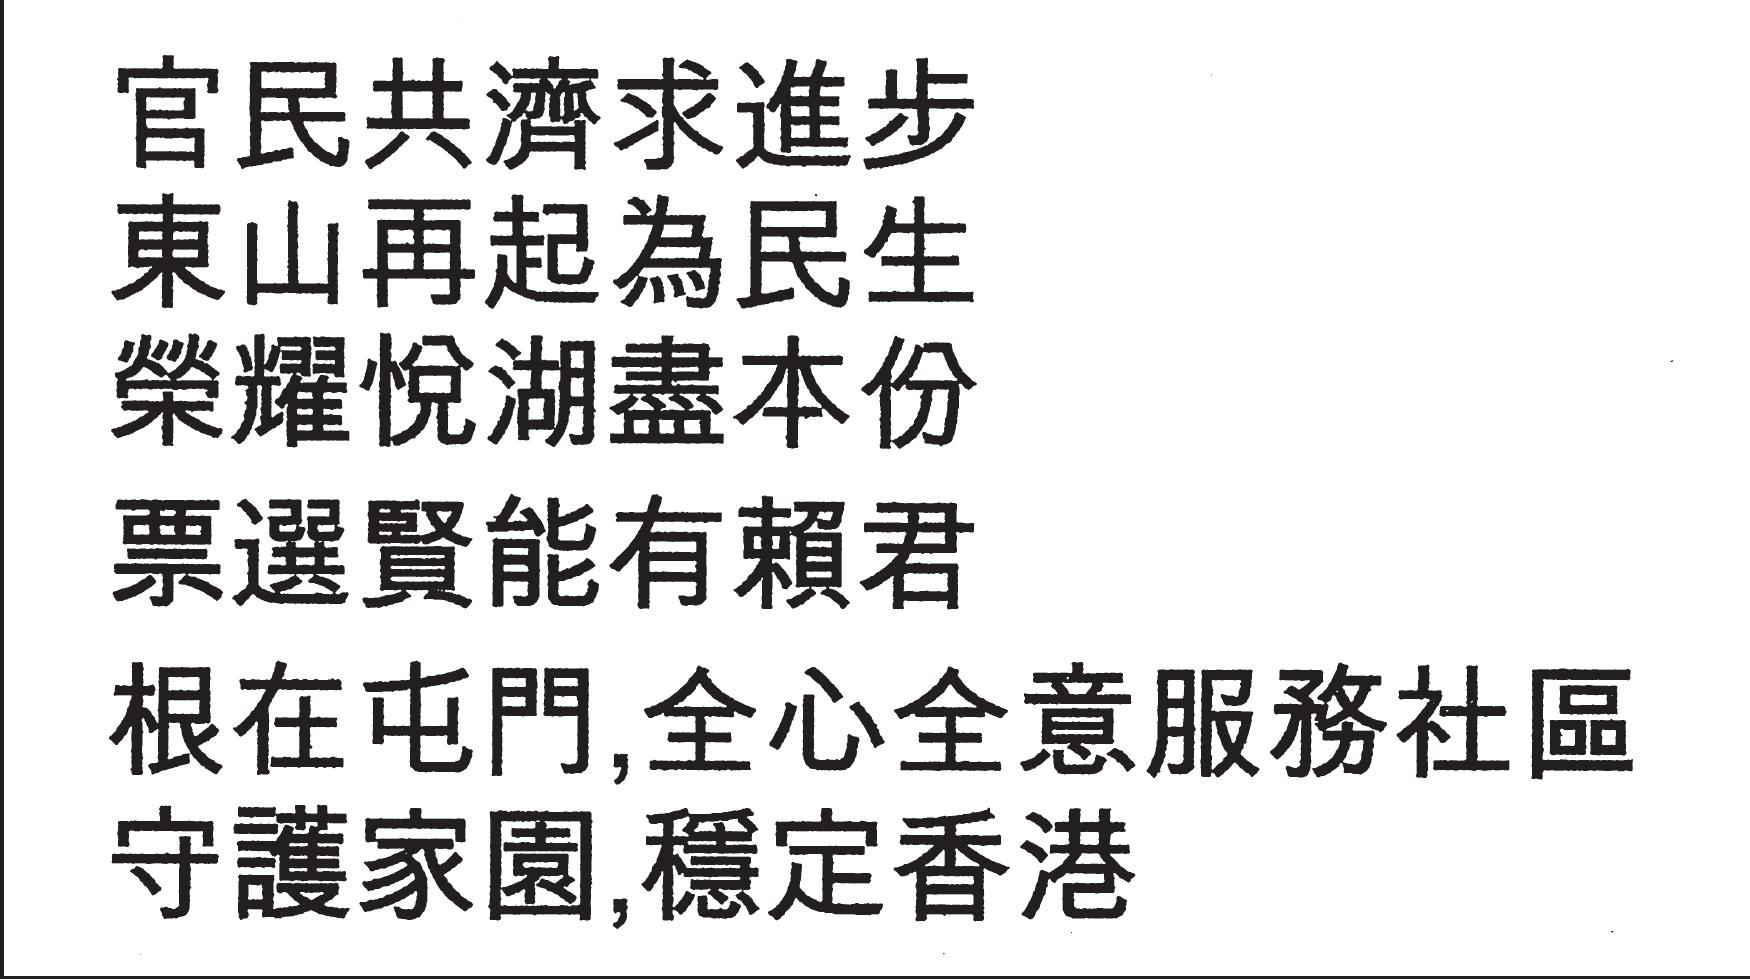 官民共濟求進步
東山再起為民生
榮耀悅湖盡本份
票選賢能有賴君
根在屯門,全心全意服務社區
守護家園,穩定香港